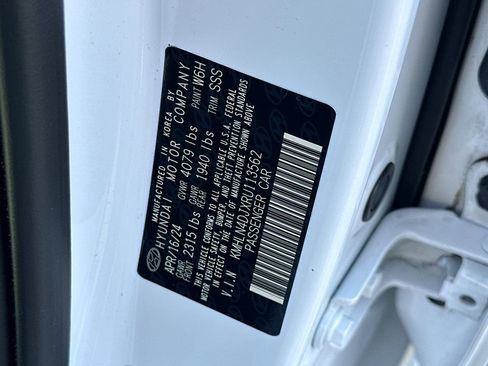 MANUFACTURED IN KOREA BY
HYUNDAI MOTOR COMPANY
APR/16/24 GVWR 4079 lbs PAINT W6H
GAWR FRONT 2315 lbs GAWR REAR 1940 lbs TRIM SSS
THIS VEHICLE CONFORMS TO ALL APPLICABLE U.S.A. FEDERAL
MOTOR VEHICLE SAFETY, BUMPER AND THEFT PREVENTION STANDARDS
IN EFFECT ON THE DATE OF MANUFACTURE SHOWN ABOVE
V.I.N KMHLN4DJXRU113662
PASSENGER CAR